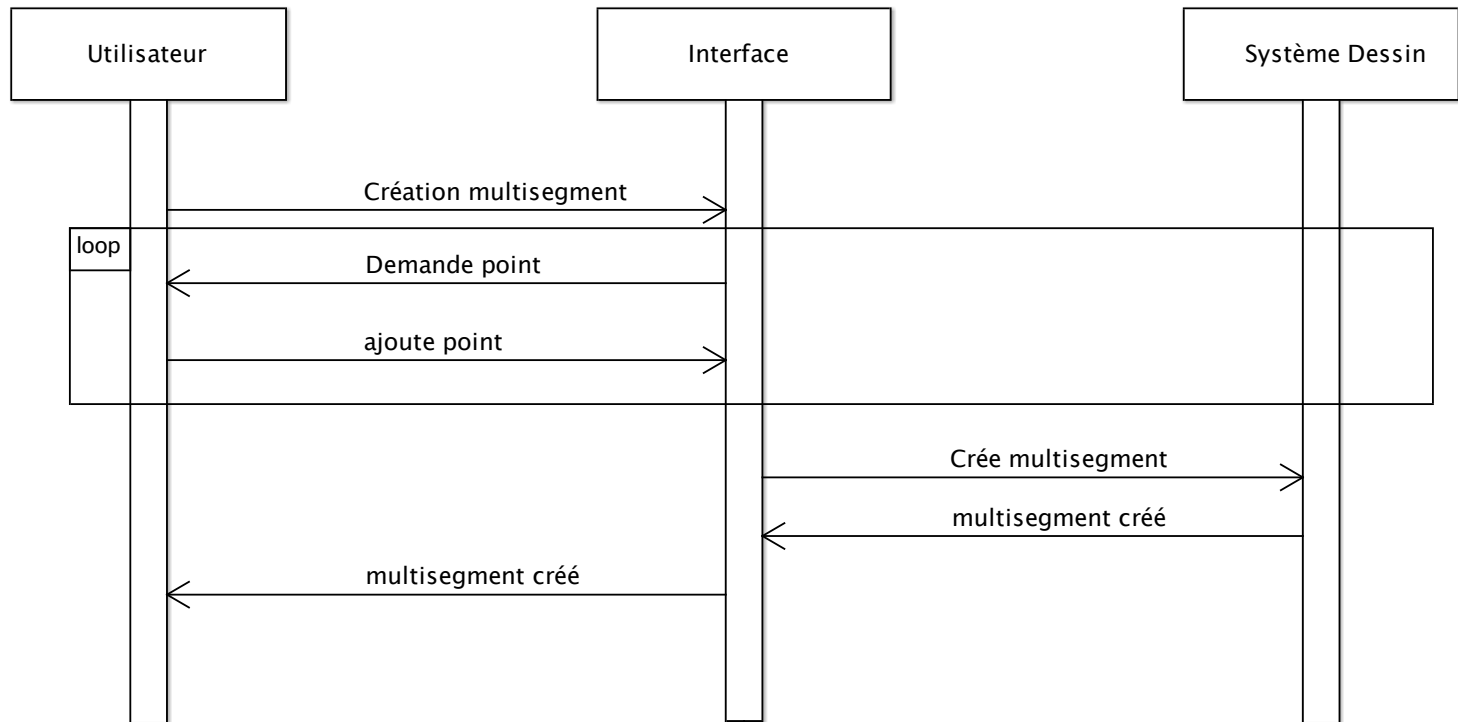 Utilisateur
Interface
Système Dessin
Création multisegment
loop
Demande point
ajoute point
Crée multisegment
multisegment créé
multisegment créé